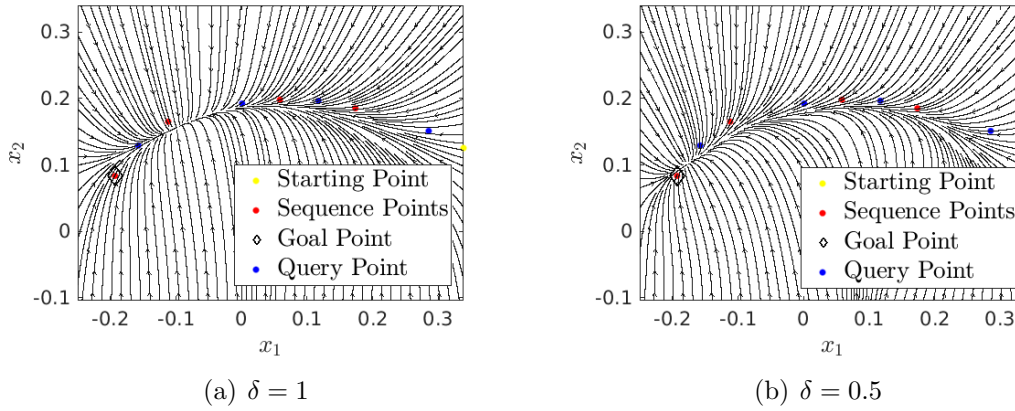 0.3
0.2
0.1
0
-0.1
x₂
-0.2
-0.1
0
0.1
0.2
0.3
x₁
Starting Point
Sequence Points
Goal Point
Query Point
(a) δ = 1
0.3
0.2
0.1
0
-0.1
x₂
-0.2
-0.1
0
0.1
0.2
0.3
x₁
Starting Point
Sequence Points
Goal Point
Query Point
(b) δ = 0.5